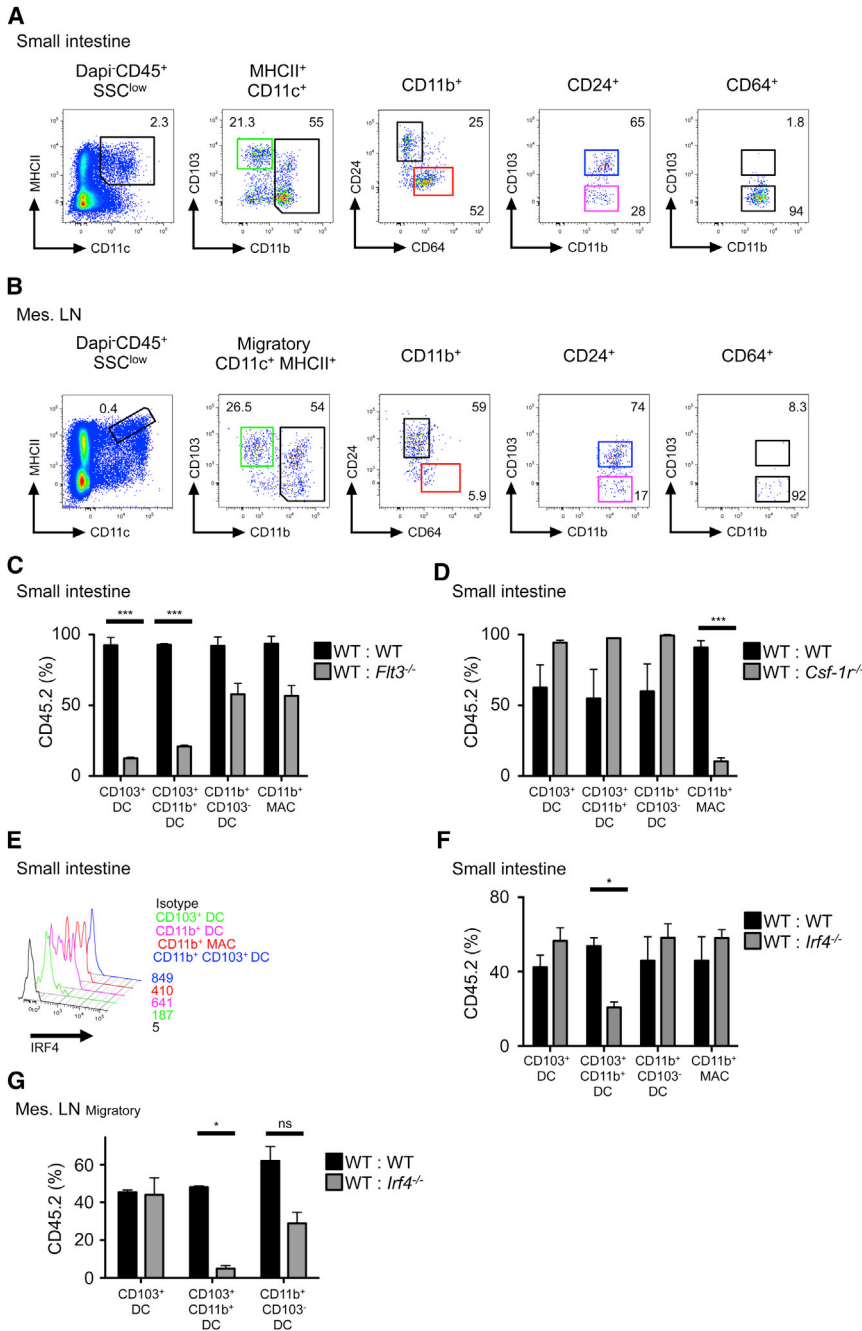 A
Small intestine
Dapi⁻CD45⁺
SSC^low
MHCII⁺
CD11c⁺
CD11b⁺
CD24⁺
CD64⁺
2.3
21.3 55
25
52
65
28
1.8
94
MHCII
CD11c
CD103
CD11b
CD24
CD64
CD103
CD11b
CD103
CD11b
B
Mes. LN
Dapi⁻CD45⁺
SSC^low
Migratory
CD11c⁺ MHCII⁺
CD11b⁺
CD24⁺
CD64⁺
0.4
26.5 54
59
5.9
74
17
8.3
92
MHCII
CD11c
CD103
CD11b
CD24
CD64
CD103
CD11b
CD103
CD11b
C
Small intestine
*** ***
CD45.2 (%)
100
50
0
CD103⁺
DC
CD103⁺
CD11b⁺
DC
CD11b⁺
CD103⁻
DC
CD11b⁺
MAC
WT : WT
WT : Flt3⁻/⁻
D
Small intestine
***
CD45.2 (%)
100
50
0
CD103⁺
DC
CD103⁺
CD11b⁺
DC
CD11b⁺
CD103⁻
DC
CD11b⁺
MAC
WT : WT
WT : Csf-1r⁻/⁻
E
Small intestine
Isotype
CD103⁺ DC
CD11b⁺ DC
CD11b⁺ MAC
CD11b⁺ CD103⁺ DC
849
410
641
187
5
IRF4
F
Small intestine
*
CD45.2 (%)
80
40
0
CD103⁺
DC
CD103⁺
CD11b⁺
DC
CD11b⁺
CD103⁻
DC
CD11b⁺
MAC
WT : WT
WT : Irf4⁻/⁻
G
Mes. LN Migratory
* ns
CD45.2 (%)
60
40
20
0
CD103⁺
DC
CD103⁺
CD11b⁺
DC
CD11b⁺
CD103⁻
DC
WT : WT
WT : Irf4⁻/⁻